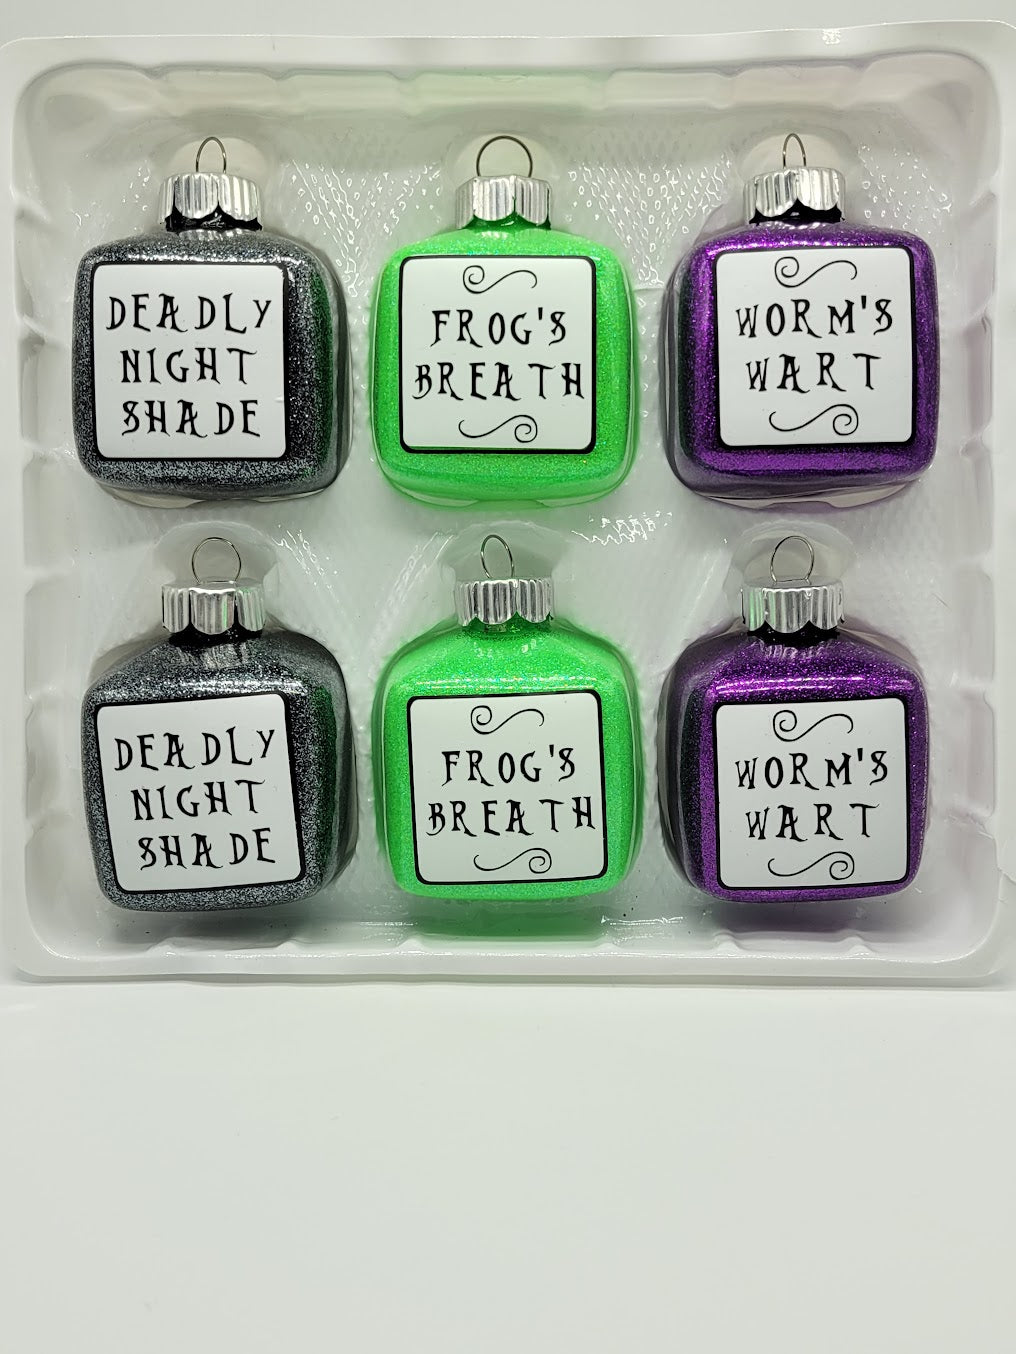 DEADLY
NIGHT
SHADE
FROG'S
BREATH
WORM'S
WART
DEADLY
NIGHT
SHADE
FROG'S
BREATH
WORM'S
WART